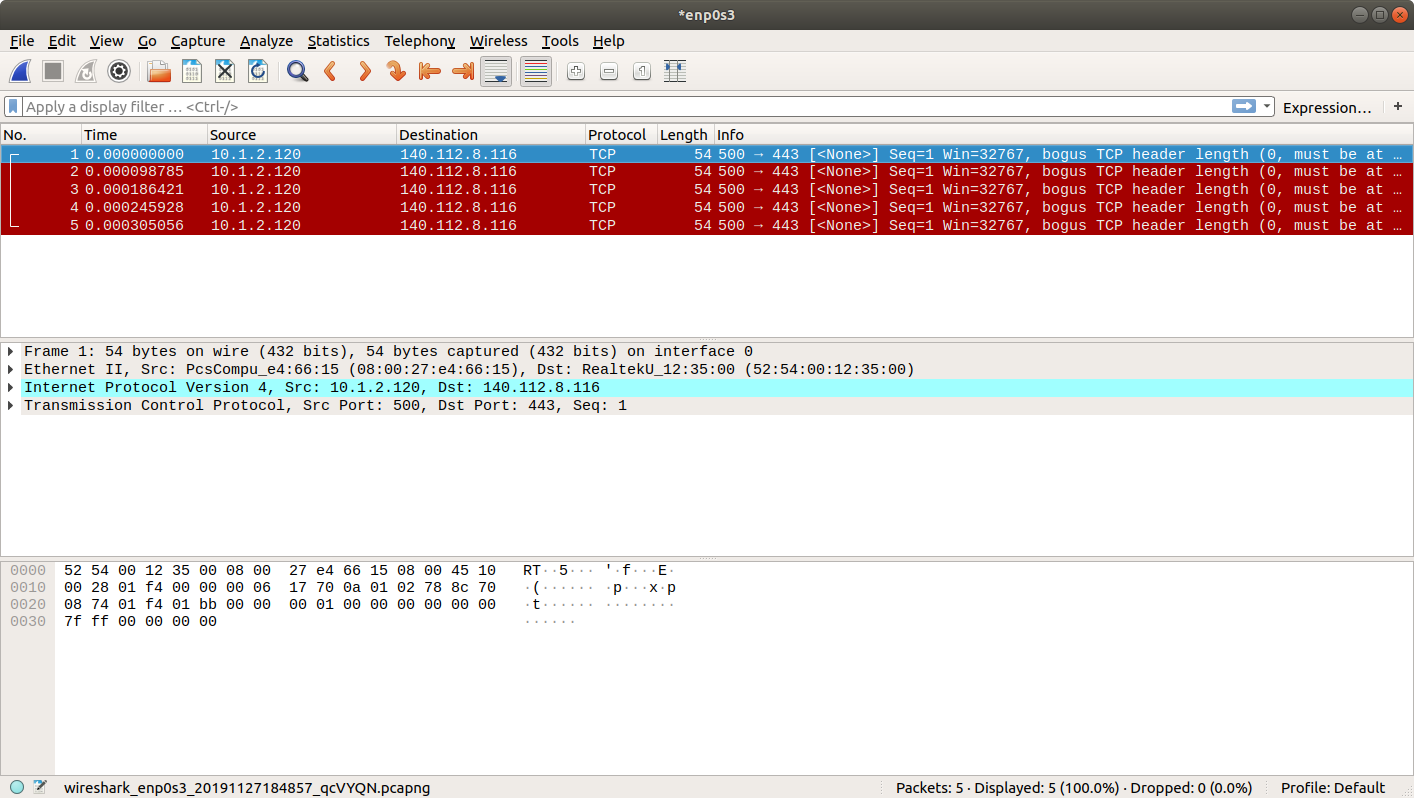 *enp0s3
File Edit View Go Capture Analyze Statistics Telephony Wireless Tools Help
Apply a display filter … <Ctrl-/> Expression… +
No. Time Source Destination Protocol Length Info
1 0.000000000 10.1.2.120 140.112.8.116 TCP 54 500 → 443 [<None>] Seq=1 Win=32767, bogus TCP header length (0, must be at …
2 0.000098785 10.1.2.120 140.112.8.116 TCP 54 500 → 443 [<None>] Seq=1 Win=32767, bogus TCP header length (0, must be at …
3 0.000186421 10.1.2.120 140.112.8.116 TCP 54 500 → 443 [<None>] Seq=1 Win=32767, bogus TCP header length (0, must be at …
4 0.000245928 10.1.2.120 140.112.8.116 TCP 54 500 → 443 [<None>] Seq=1 Win=32767, bogus TCP header length (0, must be at …
5 0.000305056 10.1.2.120 140.112.8.116 TCP 54 500 → 443 [<None>] Seq=1 Win=32767, bogus TCP header length (0, must be at …
Frame 1: 54 bytes on wire (432 bits), 54 bytes captured (432 bits) on interface 0
Ethernet II, Src: PcsCompu_e4:66:15 (08:00:27:e4:66:15), Dst: RealtekU_12:35:00 (52:54:00:12:35:00)
Internet Protocol Version 4, Src: 10.1.2.120, Dst: 140.112.8.116
Transmission Control Protocol, Src Port: 500, Dst Port: 443, Seq: 1
0000 52 54 00 12 35 00 08 00 27 e4 66 15 08 00 45 10 RT··5··· '·f···E·
0010 00 28 01 f4 00 00 00 06 17 70 0a 01 02 78 8c 70 ·(······ ·p···x·p
0020 08 74 01 f4 01 bb 00 00 00 01 00 00 00 00 00 00 ·t······ ········
0030 7f ff 00 00 00 00 ······
wireshark_enp0s3_20191127184857_qcVYQN.pcapng Packets: 5 · Displayed: 5 (100.0%) · Dropped: 0 (0.0%) Profile: Default